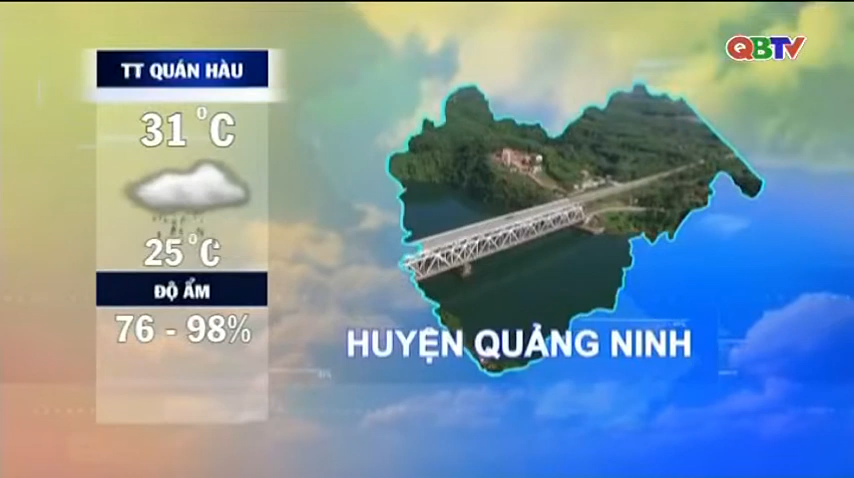 QBTV
TT QUÁN HÀU
31°C
25°C
ĐỘ ẨM
76 - 98%
HUYỆN QUẢNG NINH